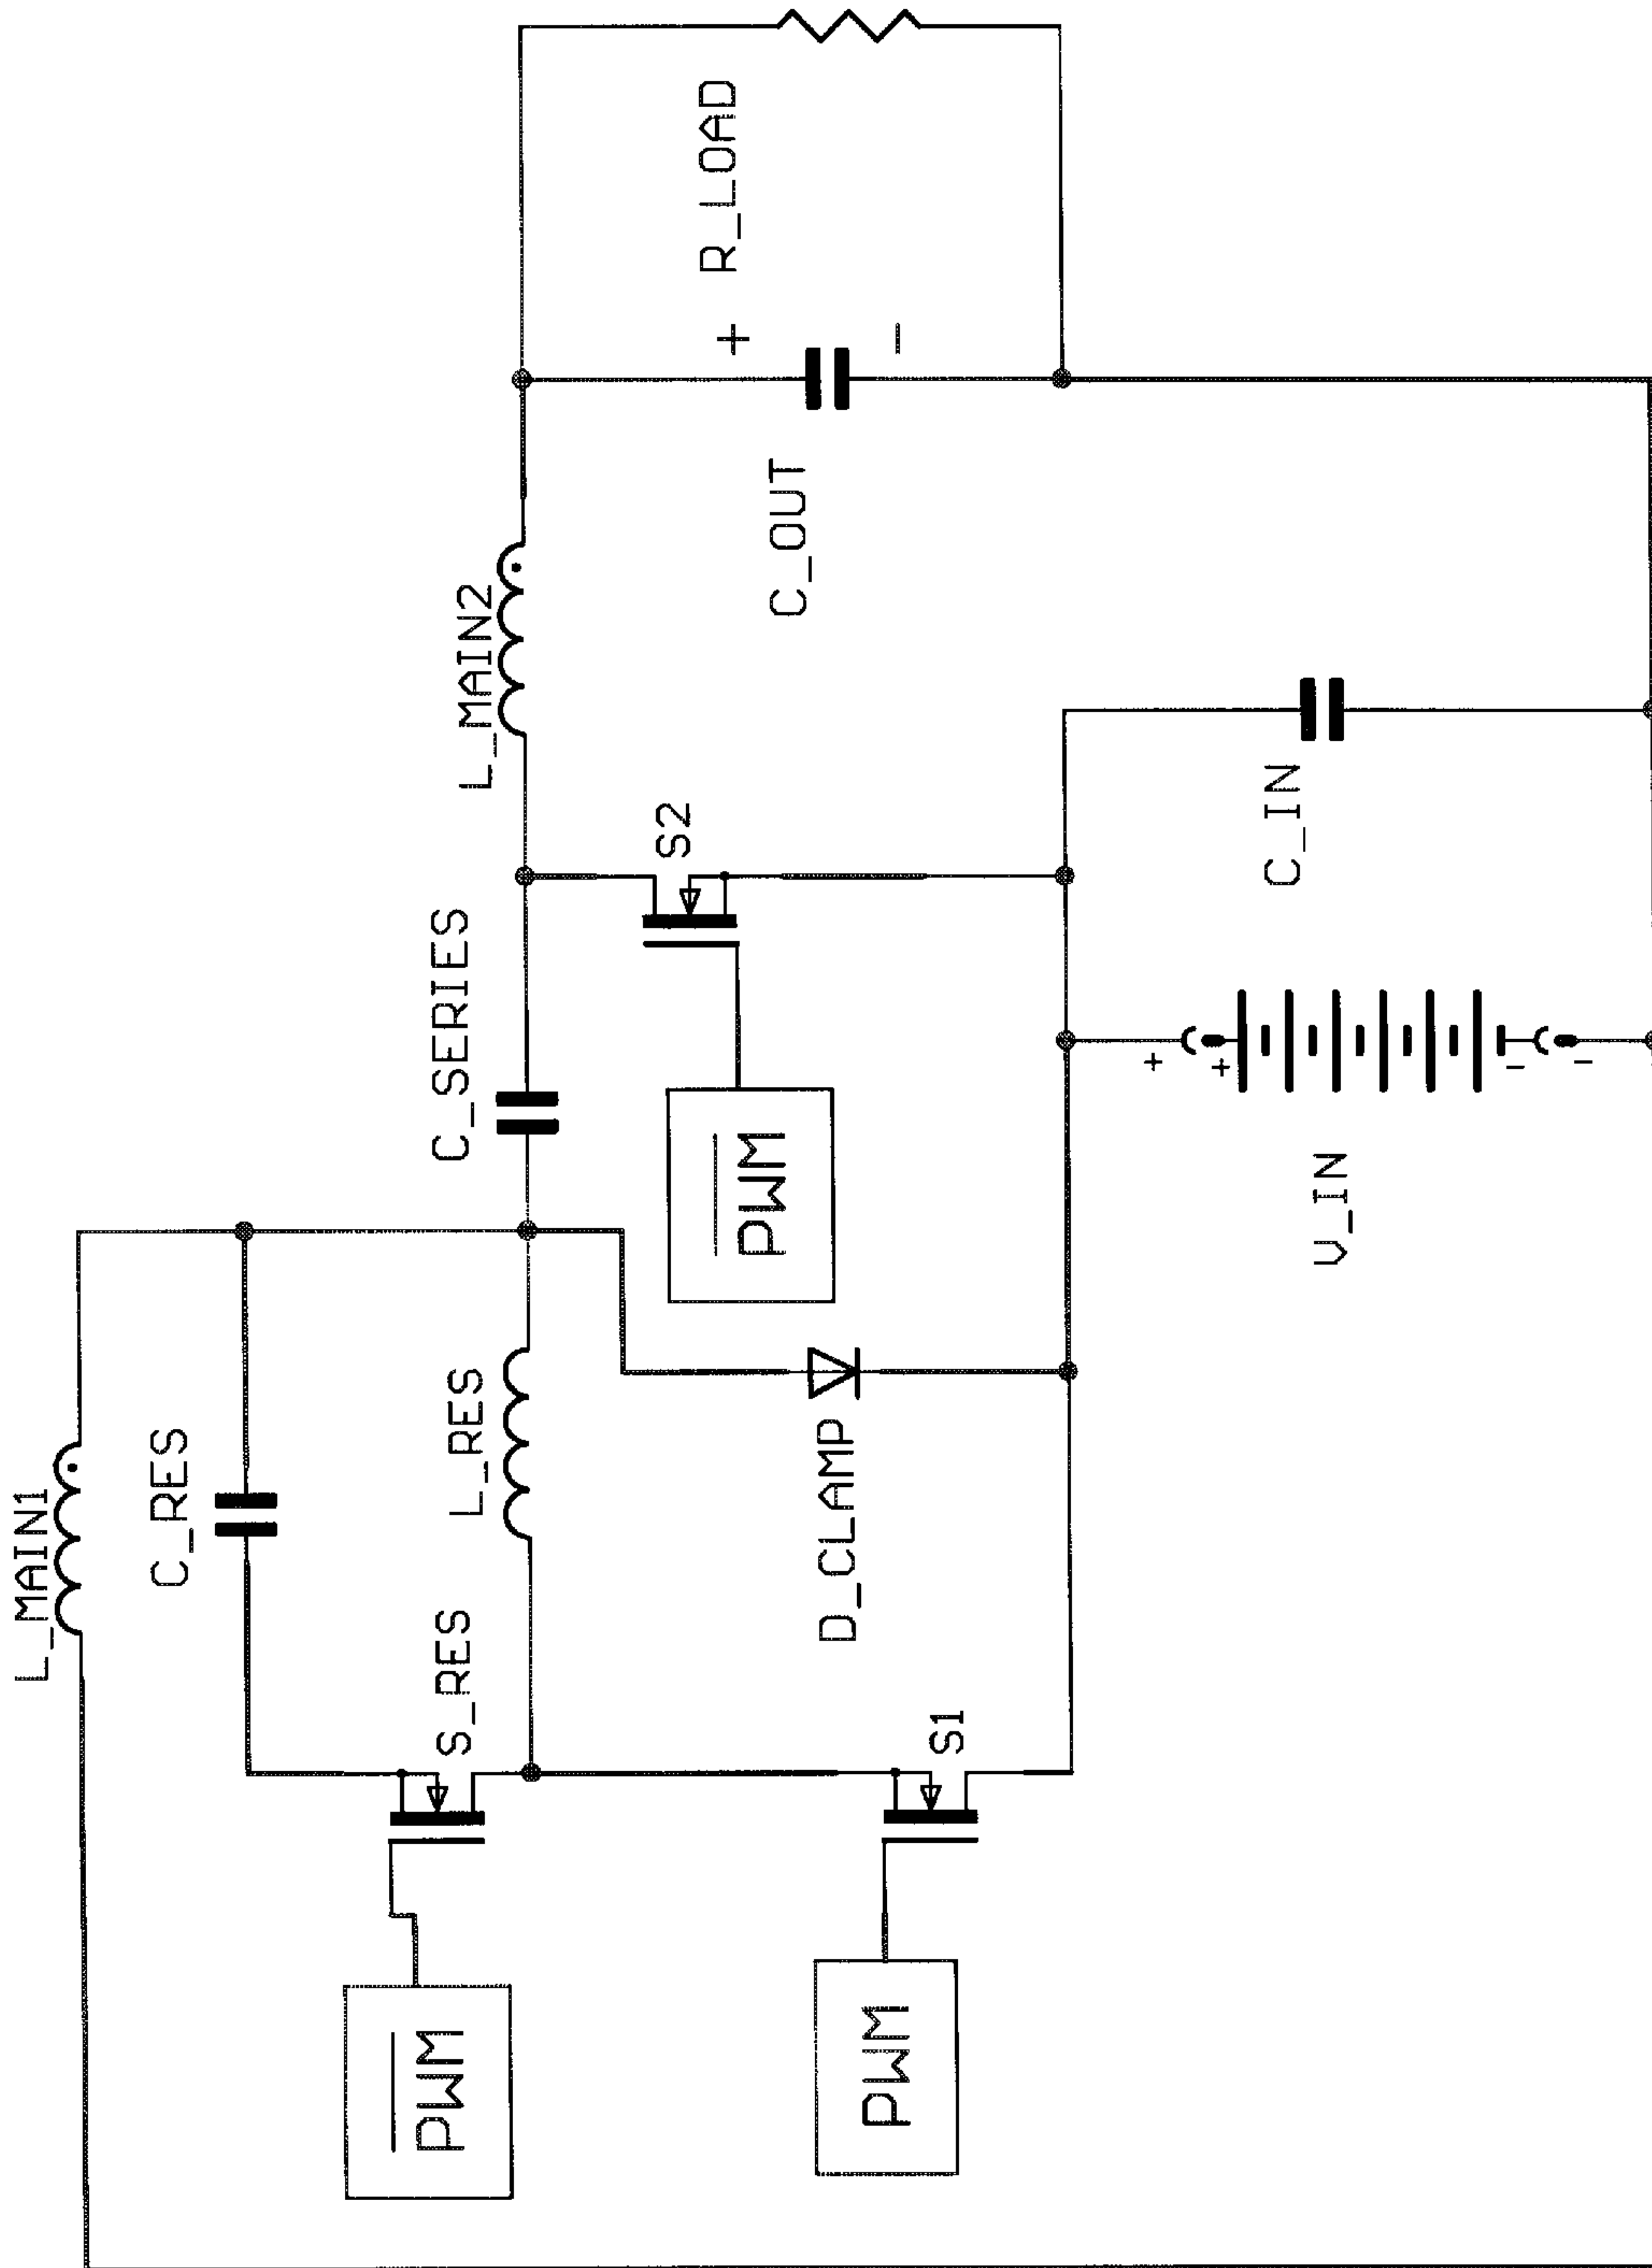 L_MAIN1
C_RES
S_RES
L_RES
PWM
PWM
S1
D_CLAMP
C_SERIES
PWM
S2
L_MAIN2
V_IN
+
+
-
-
C_IN
C_OUT
+
-
R_LOAD